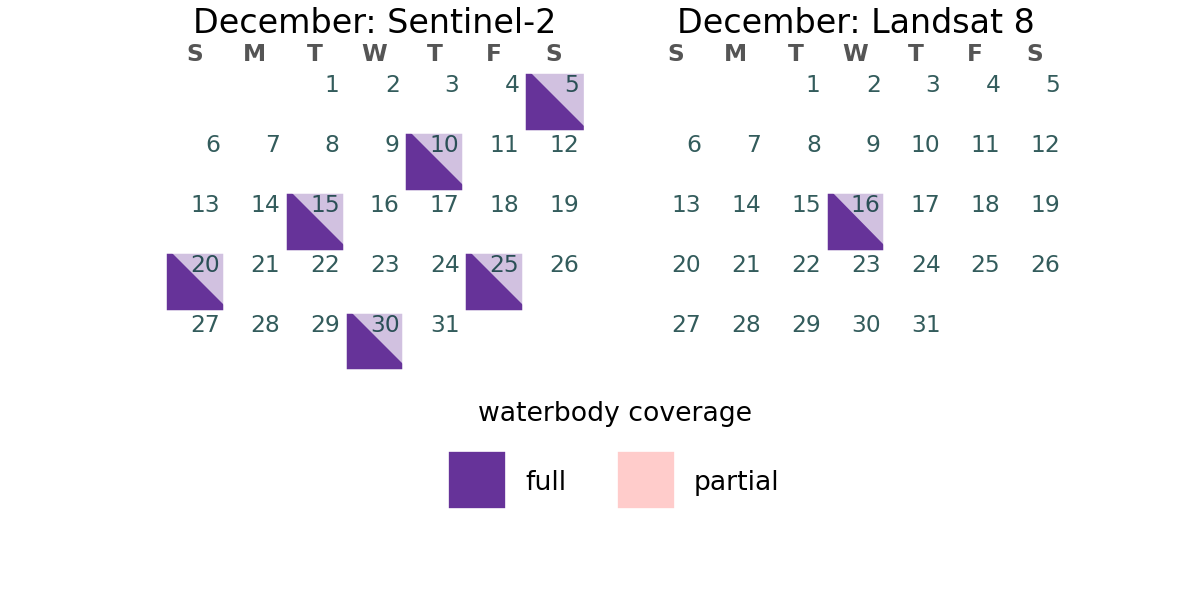 December: Sentinel-2
S M T W T F S
1 2 3 4 5
6 7 8 9 10 11 12
13 14 15 16 17 18 19
20 21 22 23 24 25 26
27 28 29 30 31
December: Landsat 8
S M T W T F S
1 2 3 4 5
6 7 8 9 10 11 12
13 14 15 16 17 18 19
20 21 22 23 24 25 26
27 28 29 30 31
waterbody coverage
full partial